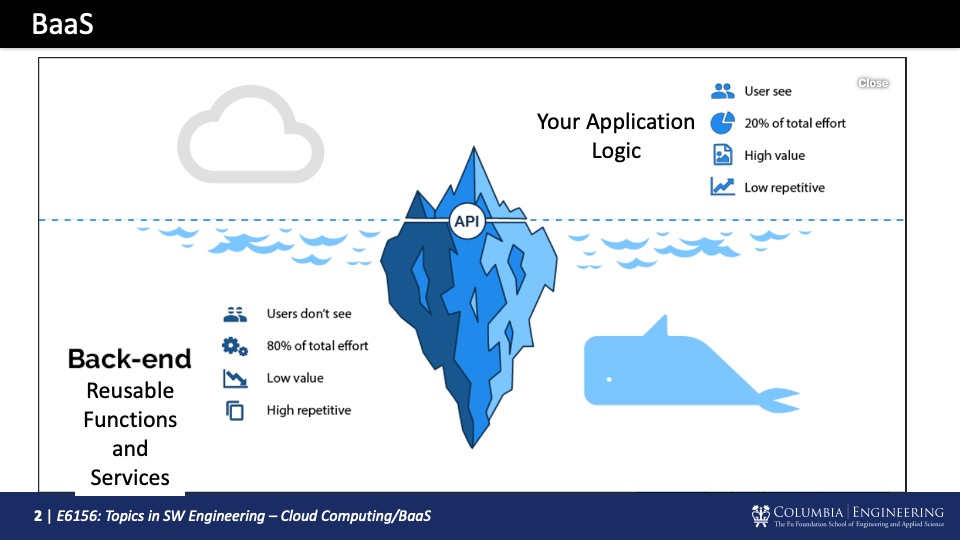 BaaS
Close
Your Application
Logic
User see
20% of total effort
High value
Low repetitive
API
Users don't see
80% of total effort
Low value
High repetitive
Back-end
Reusable
Functions
and
Services
2 | E6156: Topics in SW Engineering – Cloud Computing/BaaS
COLUMBIA | ENGINEERING
The Fu Foundation School of Engineering and Applied Science